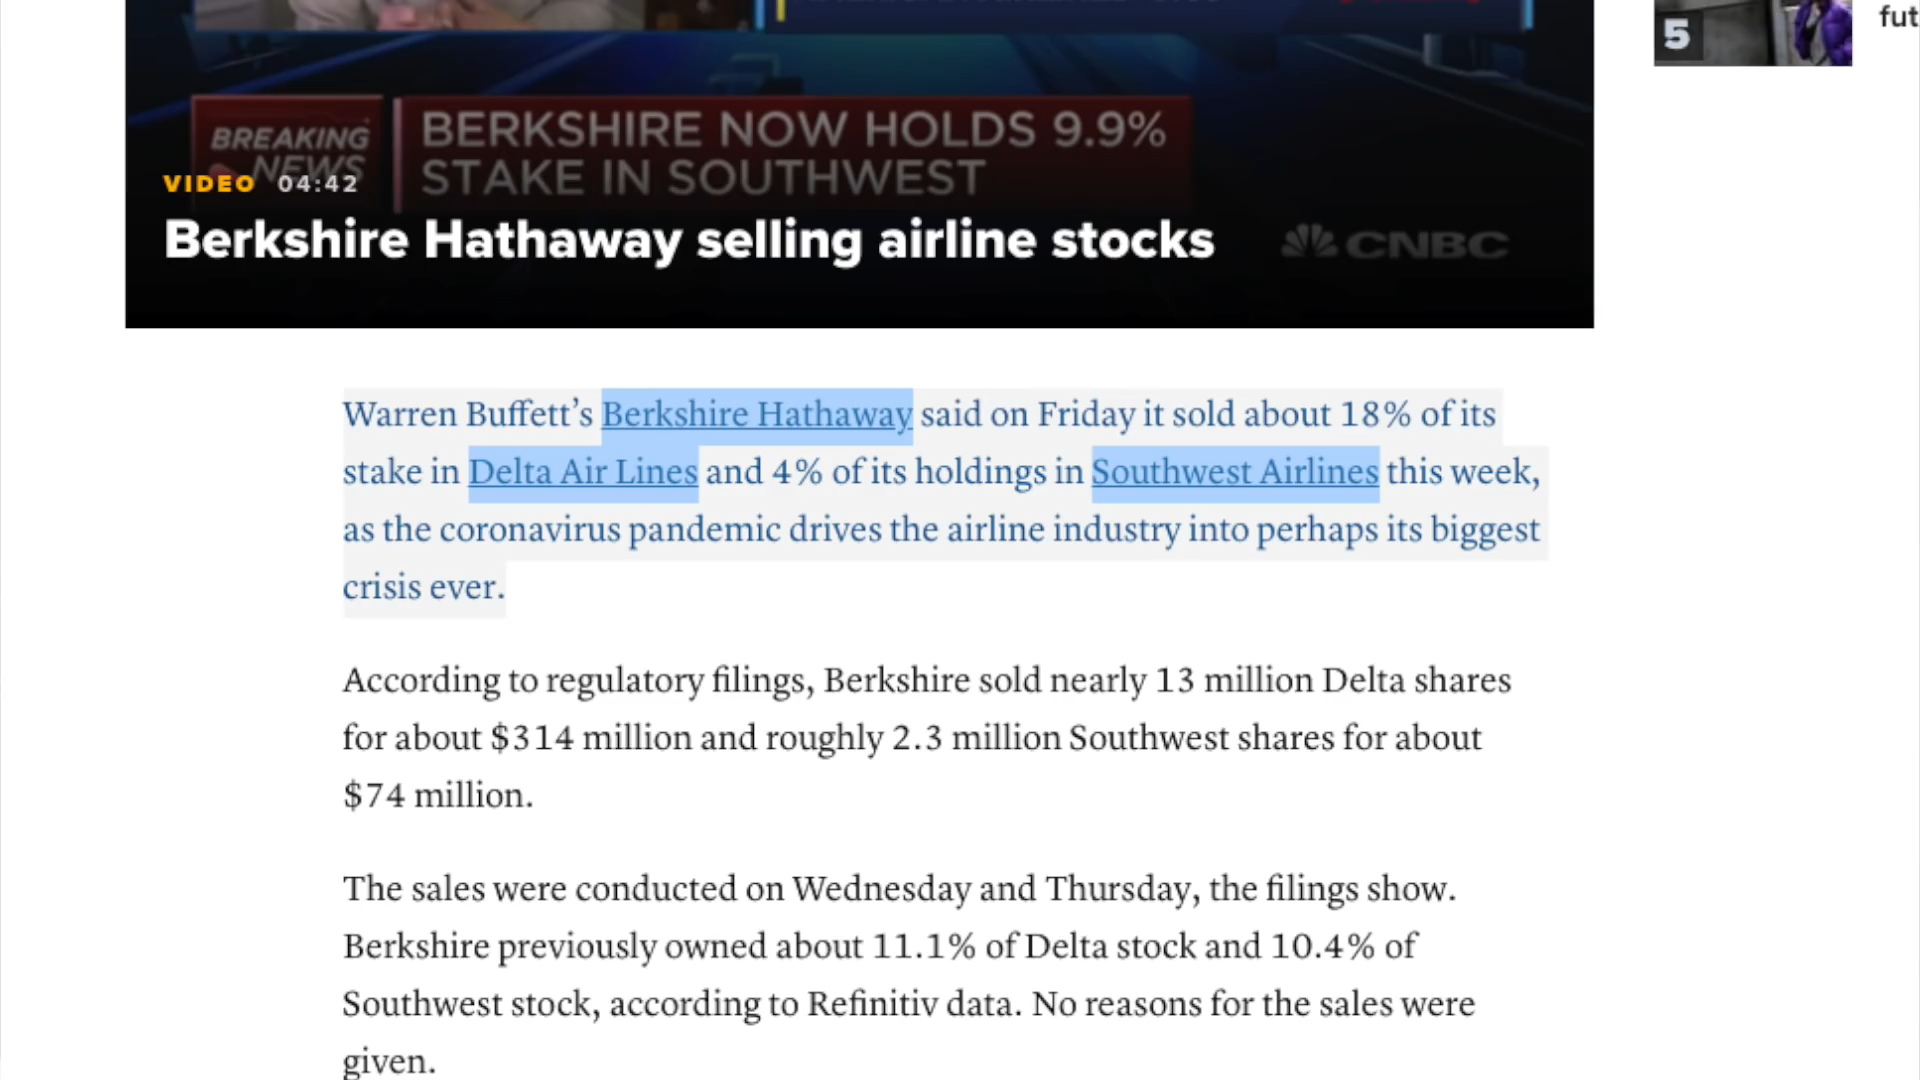 5
fut
BREAKING NEWS
BERKSHIRE NOW HOLDS 9.9%
STAKE IN SOUTHWEST
VIDEO 04:42
Berkshire Hathaway selling airline stocks
CNBC
Warren Buffett’s Berkshire Hathaway said on Friday it sold about 18% of its
stake in Delta Air Lines and 4% of its holdings in Southwest Airlines this week,
as the coronavirus pandemic drives the airline industry into perhaps its biggest
crisis ever.
According to regulatory filings, Berkshire sold nearly 13 million Delta shares
for about $314 million and roughly 2.3 million Southwest shares for about
$74 million.
The sales were conducted on Wednesday and Thursday, the filings show.
Berkshire previously owned about 11.1% of Delta stock and 10.4% of
Southwest stock, according to Refinitiv data. No reasons for the sales were
given.